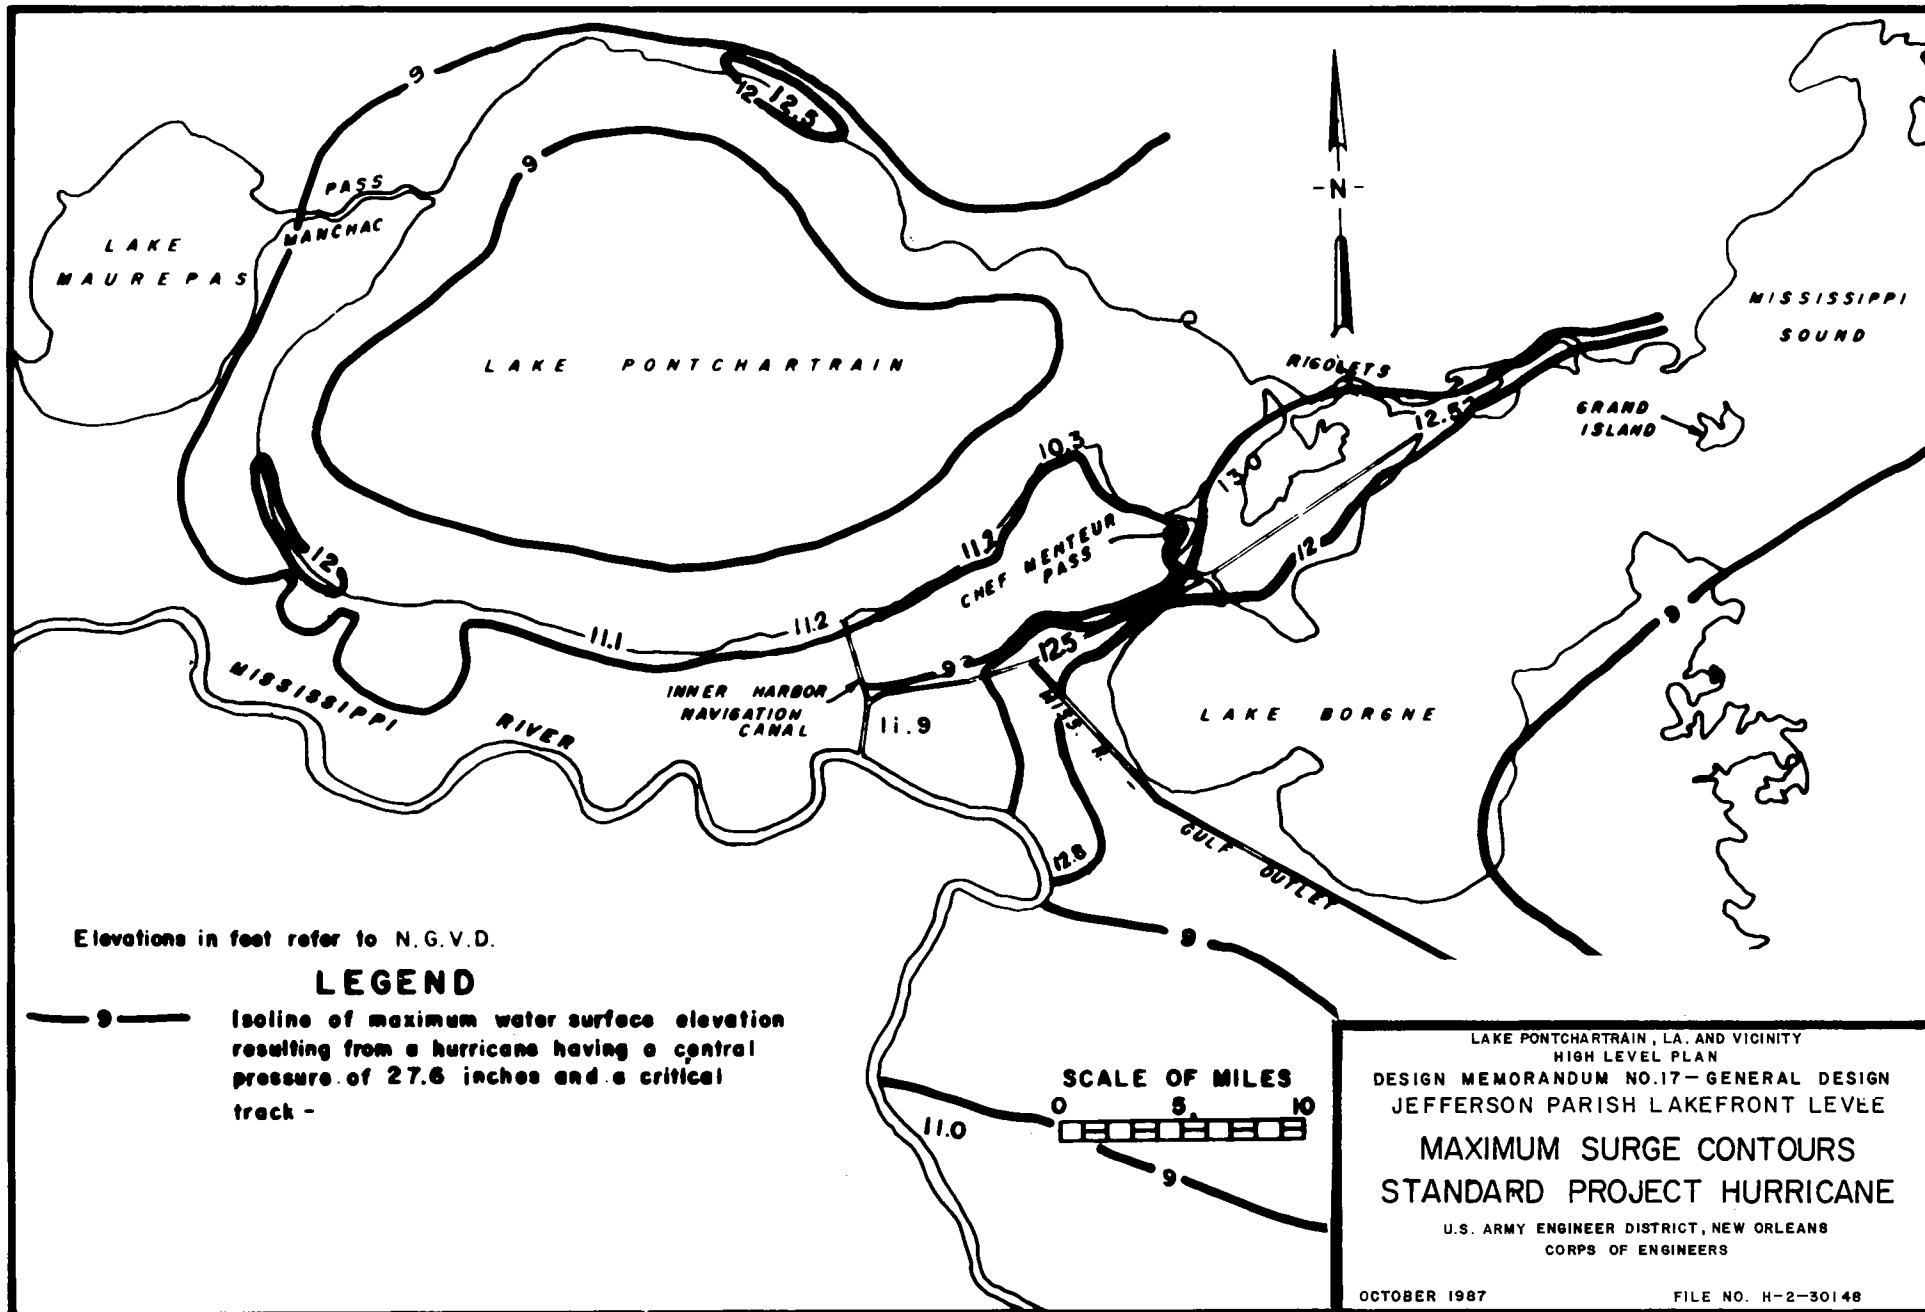 9
12
12.5
9
PASS
MANCHAC
LAKE
MAUREPAS
-N-
MISSISSIPPI
SOUND
LAKE PONTCHARTRAIN
RIGOLETS
GRAND
ISLAND
12.5
10.3
13.0
11.2
CHEF MENTEUR
PASS
12
12
9
11.1
11.2
12.5
9
MISSISSIPPI
RIVER
INNER HARBOR
NAVIGATION
CANAL
11.9
MISS. R.
GULF
OUTLET
LAKE BORGNE
12.8
9
Elevations in feet refer to N.G.V.D.
LEGEND
9
Isoline of maximum water surface elevation
resulting from a hurricane having a central
pressure of 27.6 inches and a critical
track -
11.0
SCALE OF MILES
0 5 10
9
LAKE PONTCHARTRAIN, LA. AND VICINITY
HIGH LEVEL PLAN
DESIGN MEMORANDUM NO.17-GENERAL DESIGN
JEFFERSON PARISH LAKEFRONT LEVEE
MAXIMUM SURGE CONTOURS
STANDARD PROJECT HURRICANE
U.S. ARMY ENGINEER DISTRICT, NEW ORLEANS
CORPS OF ENGINEERS
OCTOBER 1987 FILE NO. H-2-30148